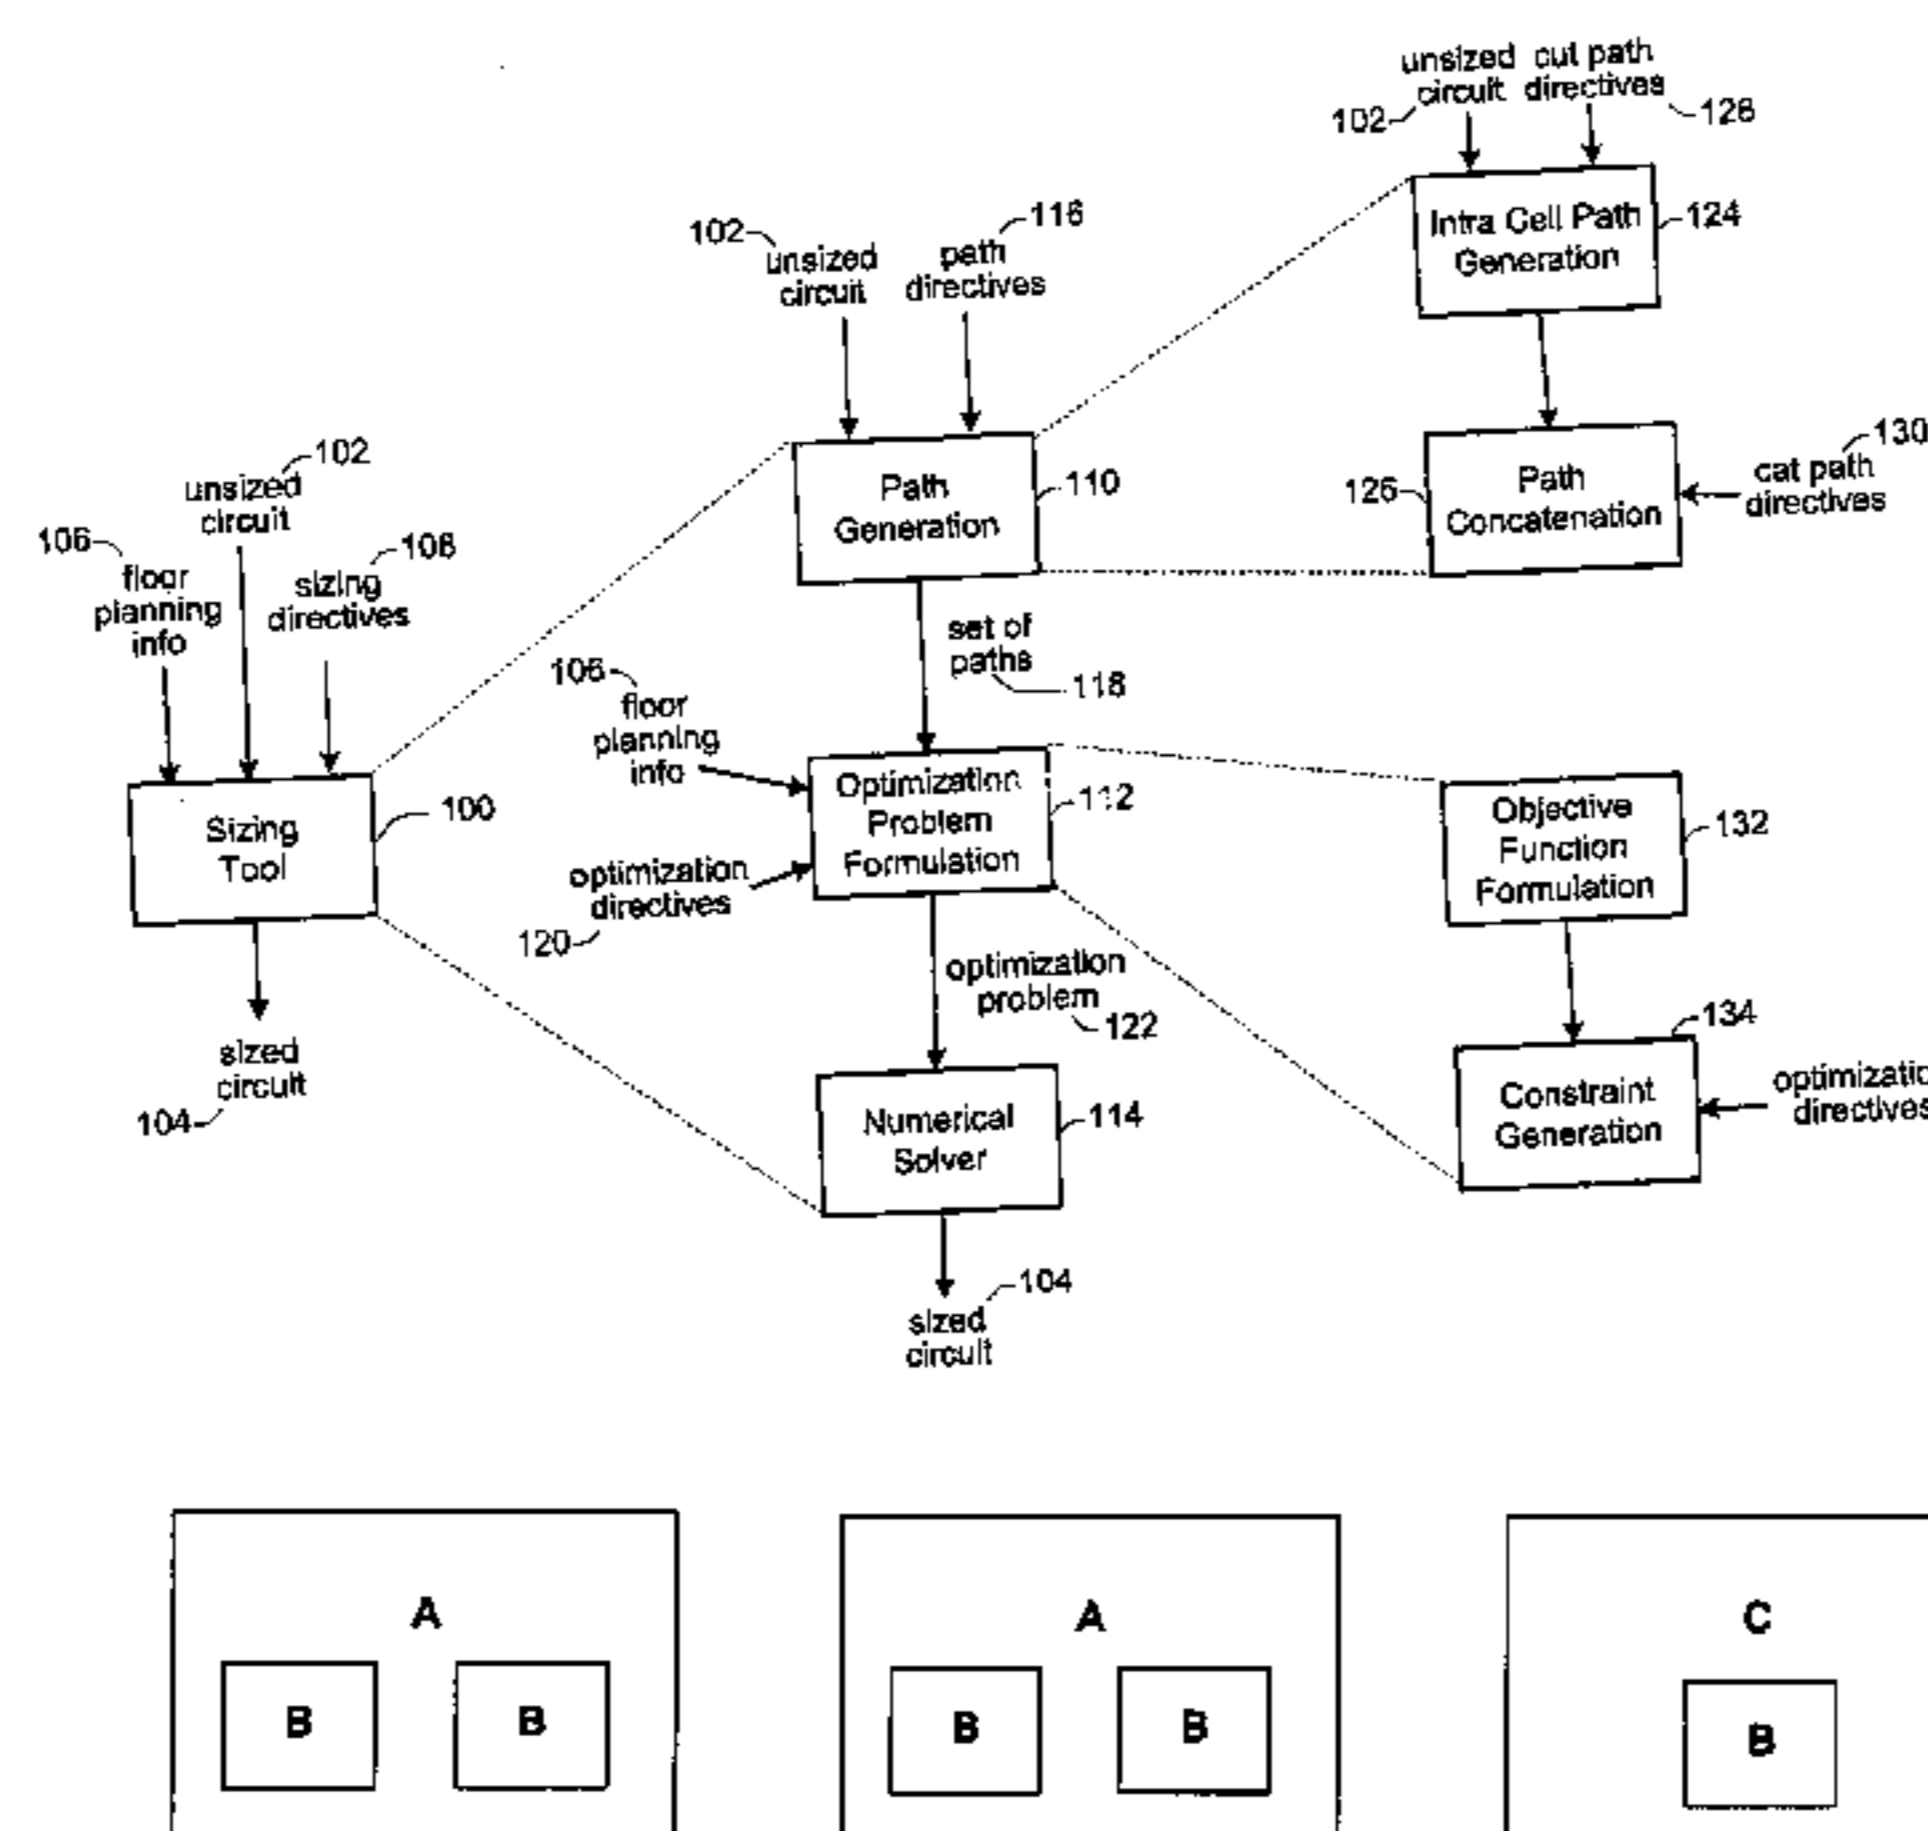 unsized cut path
circuit directives
102
128
Intra Cell Path
Generation
124
102
unsized
circuit
116
path
directives
Path
Generation
110
126
Path
Concatenation
130
cat path
directives
102
unsized
circuit
106
floor
planning
info
108
sizing
directives
set of
paths
118
106
floor
planning
info
Sizing
Tool
100
Optimization
Problem
Formulation
112
optimization
directives
120
Objective
Function
Formulation
132
sized
circuit
104
optimization
problem
122
134
Constraint
Generation
directives
Numerical
Solver
114
104
sized
circuit
A
B B
A
B B
C
B